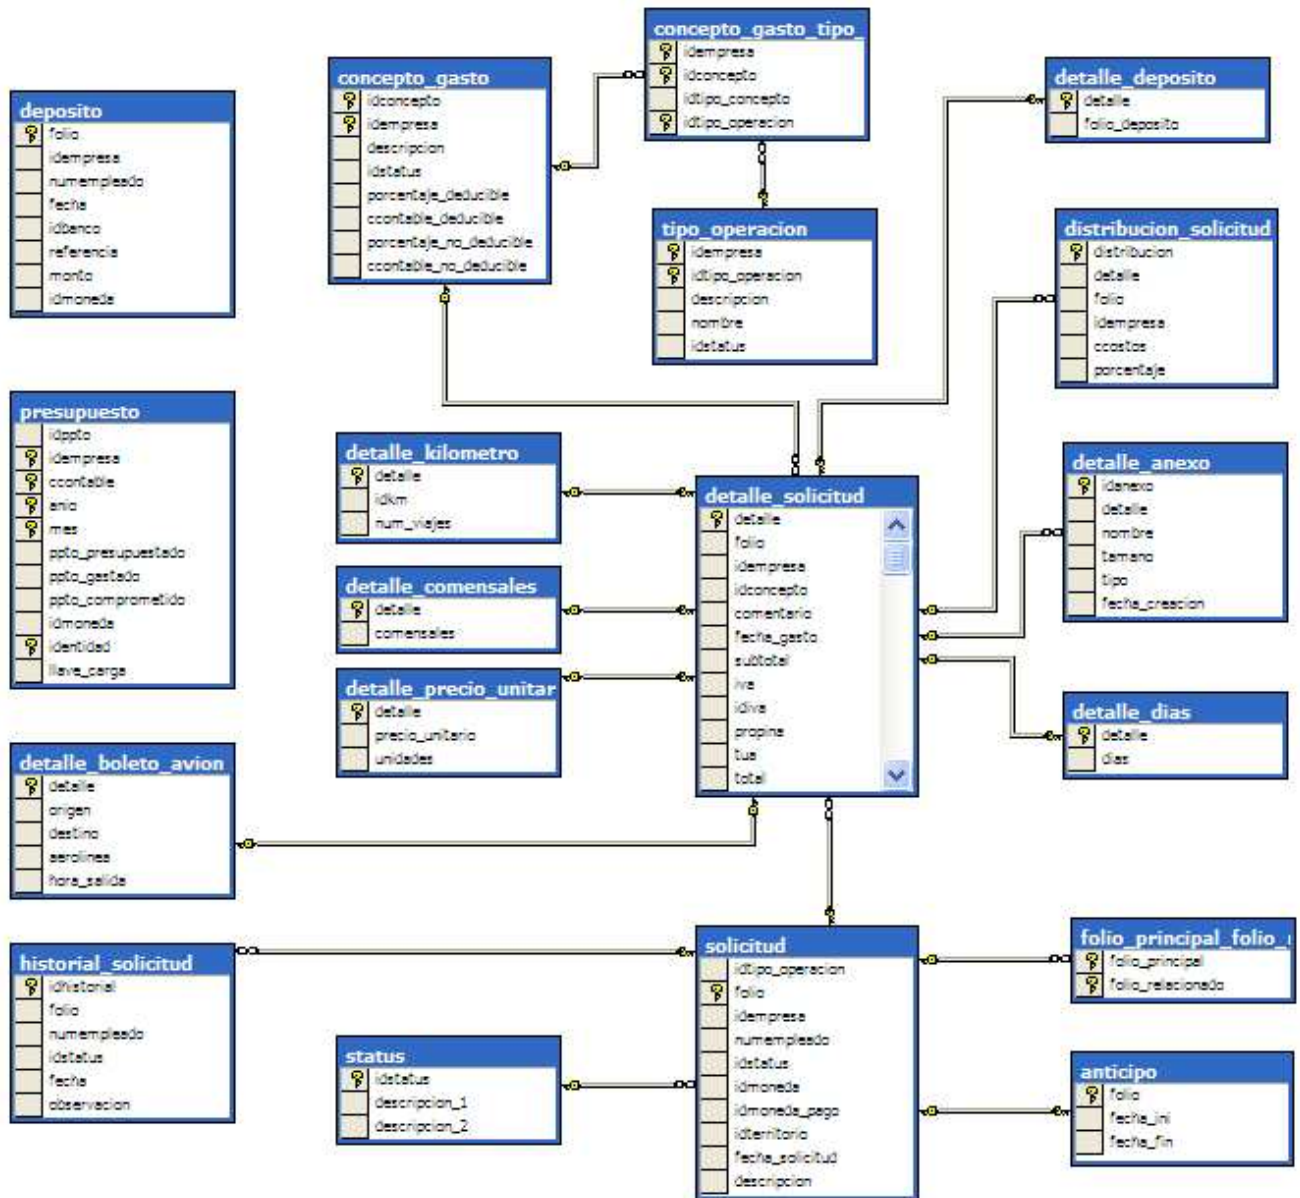 concepto_gasto_tipo_
idempresa
idconcepto
idtipo_concepto
idtipo_operacion
concepto_gasto
idconcepto
idempresa
descripcion
idstatus
porcentaje_deducible
ccontable_deducible
porcentaje_no_deducible
ccontable_no_deducible
detalle_deposito
detalle
folio_deposito
deposito
folio
idempresa
numempleado
fecha
idbanco
referencia
monto
idmoneda
tipo_operacion
idempresa
idtipo_operacion
descripcion
nombre
idstatus
distribucion_solicitud
distribucion
detalle
folio
idempresa
ccostos
porcentaje
presupuesto
idppto
idempresa
ccontable
anio
mes
ppto_presupuestado
ppto_gastado
ppto_comprometido
idmoneda
identidad
llave_carga
detalle_kilometro
detalle
idkm
num_viajes
detalle_solicitud
detalle
folio
idempresa
idconcepto
comentario
fecha_gasto
subtotal
iva
idiva
propina
tua
total
detalle_anexo
idanexo
detalle
nombre
tamano
tipo
fecha_creacion
detalle_comensales
detalle
comensales
detalle_precio_unitar
detalle
precio_unitario
unidades
detalle_dias
detalle
dias
detalle_boleto_avion
detalle
origen
destino
aerolinea
hora_salida
historial_solicitud
idhistorial
folio
numempleado
idstatus
fecha
observacion
status
idstatus
descripcion_1
descripcion_2
solicitud
idtipo_operacion
folio
idempresa
numempleado
idstatus
idmoneda
idmoneda_pago
idterritorio
fecha_solicitud
descripcion
folio_principal_folio_
folio_principal
folio_relacionado
anticipo
folio
fecha_ini
fecha_fin